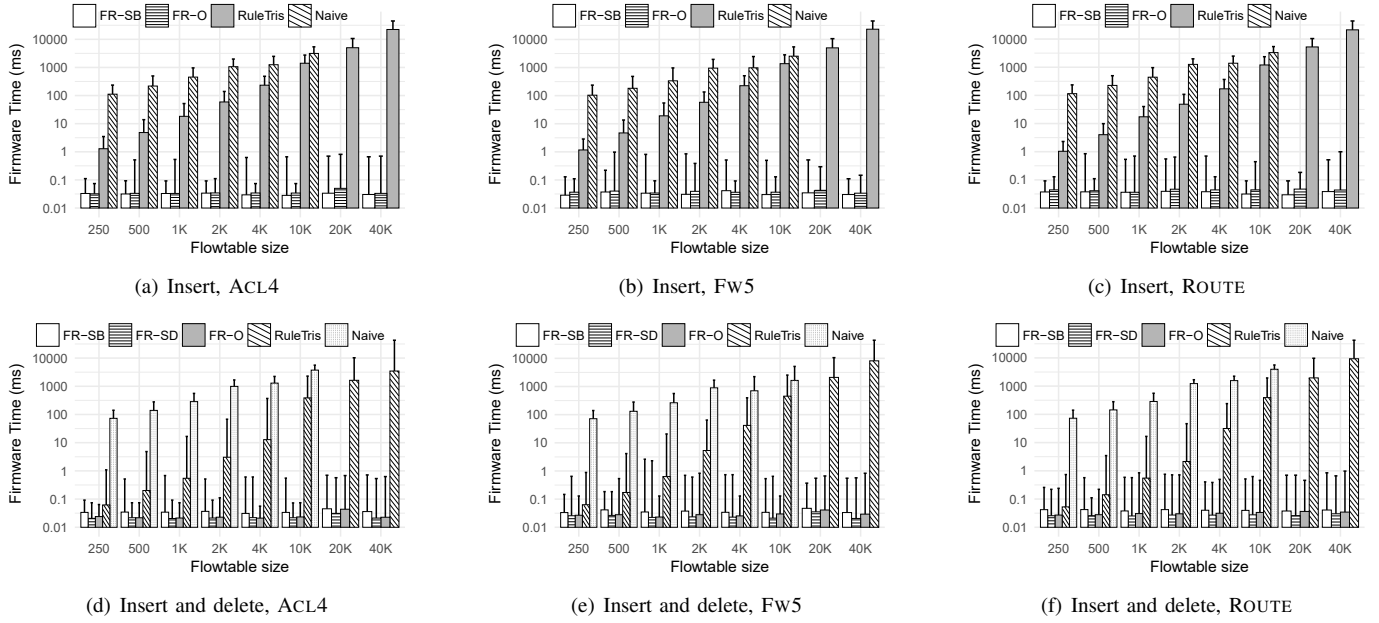 FR−SB FR−O RuleTris Naive
Firmware Time (ms)
10000
1000
100
10
1
0.1
0.01
250 500 1K 2K 4K 10K 20K 40K
Flowtable size
(a) Insert, ACL4
FR−SB FR−O RuleTris Naive
Firmware Time (ms)
10000
1000
100
10
1
0.1
0.01
250 500 1K 2K 4K 10K 20K 40K
Flowtable size
(b) Insert, FW5
FR−SB FR−O RuleTris Naive
Firmware Time (ms)
10000
1000
100
10
1
0.1
0.01
250 500 1K 2K 4K 10K 20K 40K
Flowtable size
(c) Insert, ROUTE
FR−SB FR−SD FR−O RuleTris Naive
Firmware Time (ms)
10000
1000
100
10
1
0.1
0.01
250 500 1K 2K 4K 10K 20K 40K
Flowtable size
(d) Insert and delete, ACL4
FR−SB FR−SD FR−O RuleTris Naive
Firmware Time (ms)
10000
1000
100
10
1
0.1
0.01
250 500 1K 2K 4K 10K 20K 40K
Flowtable size
(e) Insert and delete, FW5
FR−SB FR−SD FR−O RuleTris Naive
Firmware Time (ms)
10000
1000
100
10
1
0.1
0.01
250 500 1K 2K 4K 10K 20K 40K
Flowtable size
(f) Insert and delete, ROUTE